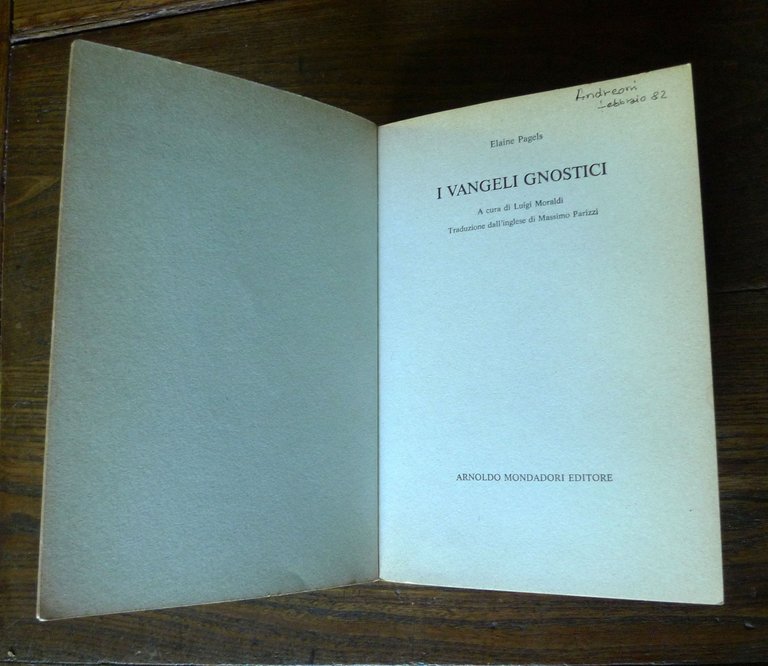 Andreoni
febbraio 82
Elaine Pagels
I VANGELI GNOSTICI
A cura di Luigi Moraldi
Traduzione dall'inglese di Massimo Parizzi
ARNOLDO MONDADORI EDITORE